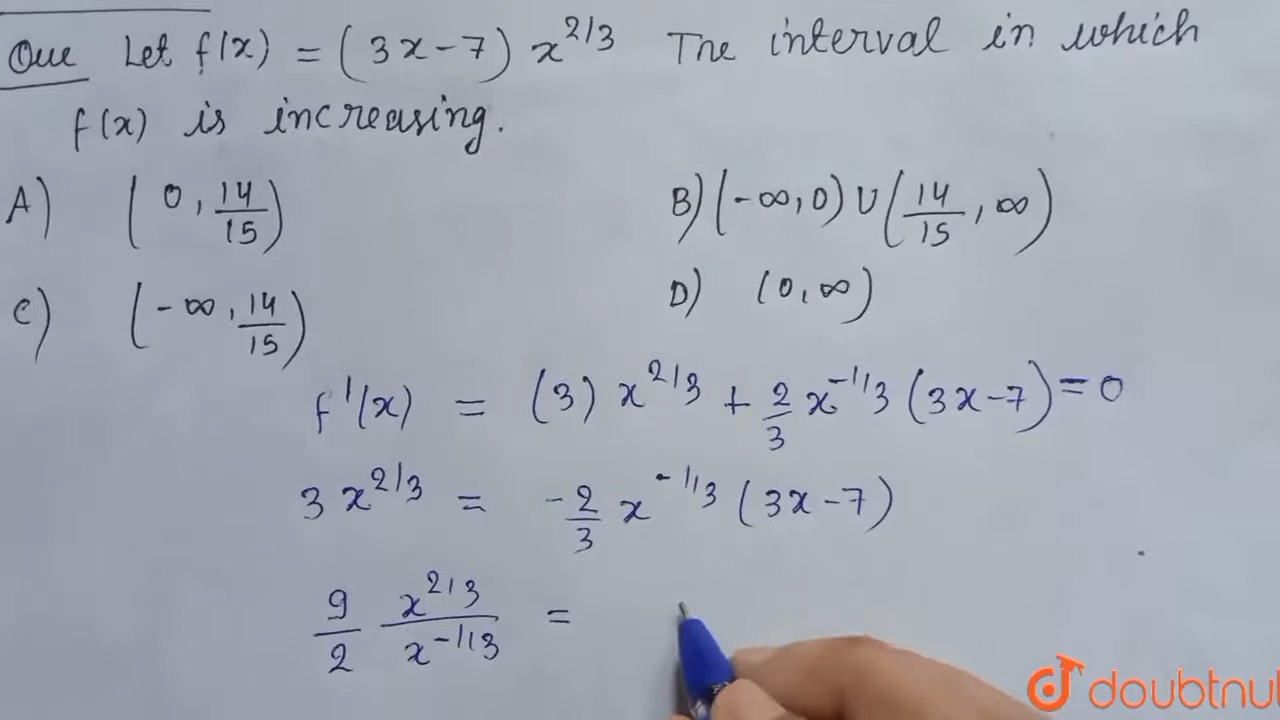 Que Let f(x) = (3x-7) x^{2/3} The interval in which
f(x) is increasing.
A) (0, 14/15) B) (-∞, 0) ∪ (14/15, ∞)
C) (-∞, 14/15) D) (0, ∞)
f'(x) = (3) x^{2/3} + 2/3 x^{-1/3} (3x-7) = 0
3 x^{2/3} = -2/3 x^{-1/3} (3x-7)
9/2 x^{2/3}/x^{-1/3} =
doubtnut